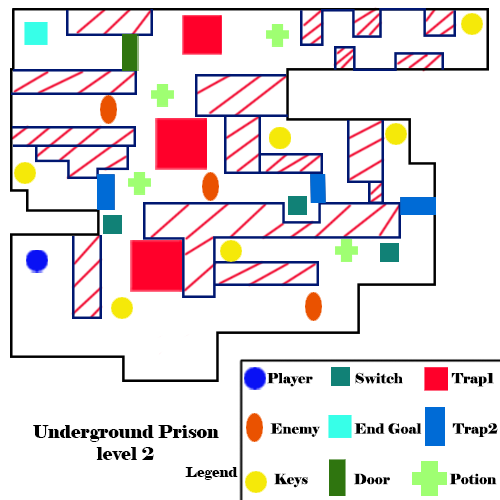 Underground Prison
level 2
Legend
Player
Switch
Trap1
Enemy
End Goal
Trap2
Keys
Door
Potion